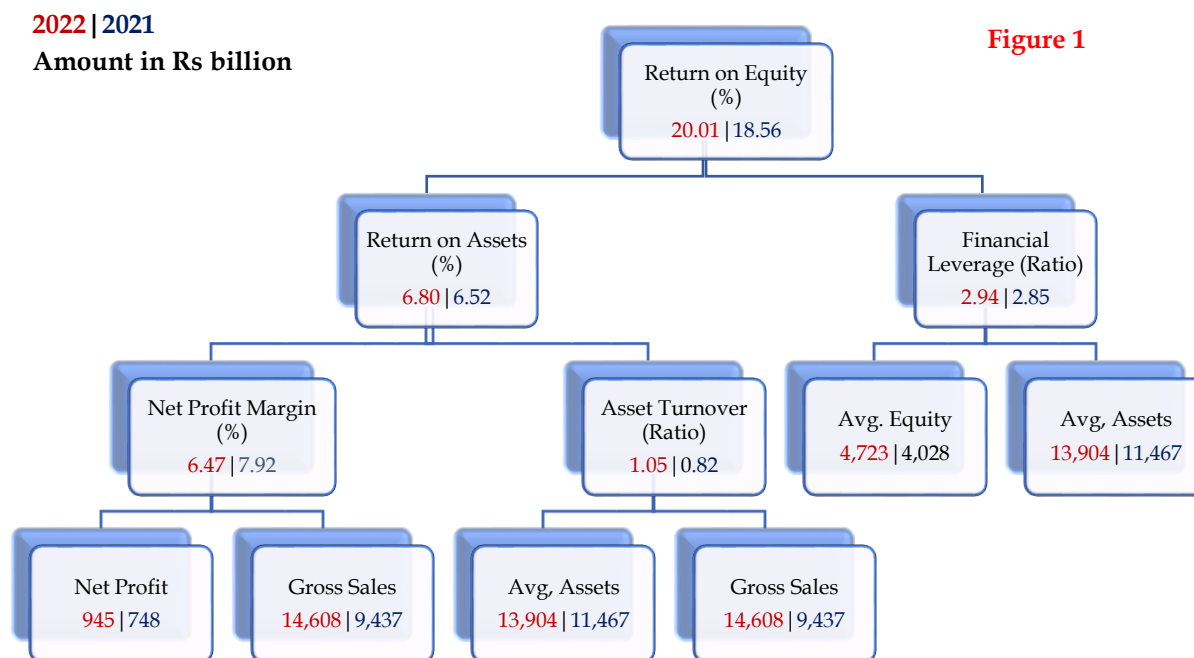 2022|2021
Amount in Rs billion
Figure 1
Return on Equity
(%)
20.01|18.56
Return on Assets
(%)
6.80|6.52
Financial
Leverage (Ratio)
2.94|2.85
Net Profit Margin
(%)
6.47|7.92
Asset Turnover
(Ratio)
1.05|0.82
Avg. Equity
4,723|4,028
Avg, Assets
13,904|11,467
Net Profit
945|748
Gross Sales
14,608|9,437
Avg, Assets
13,904|11,467
Gross Sales
14,608|9,437